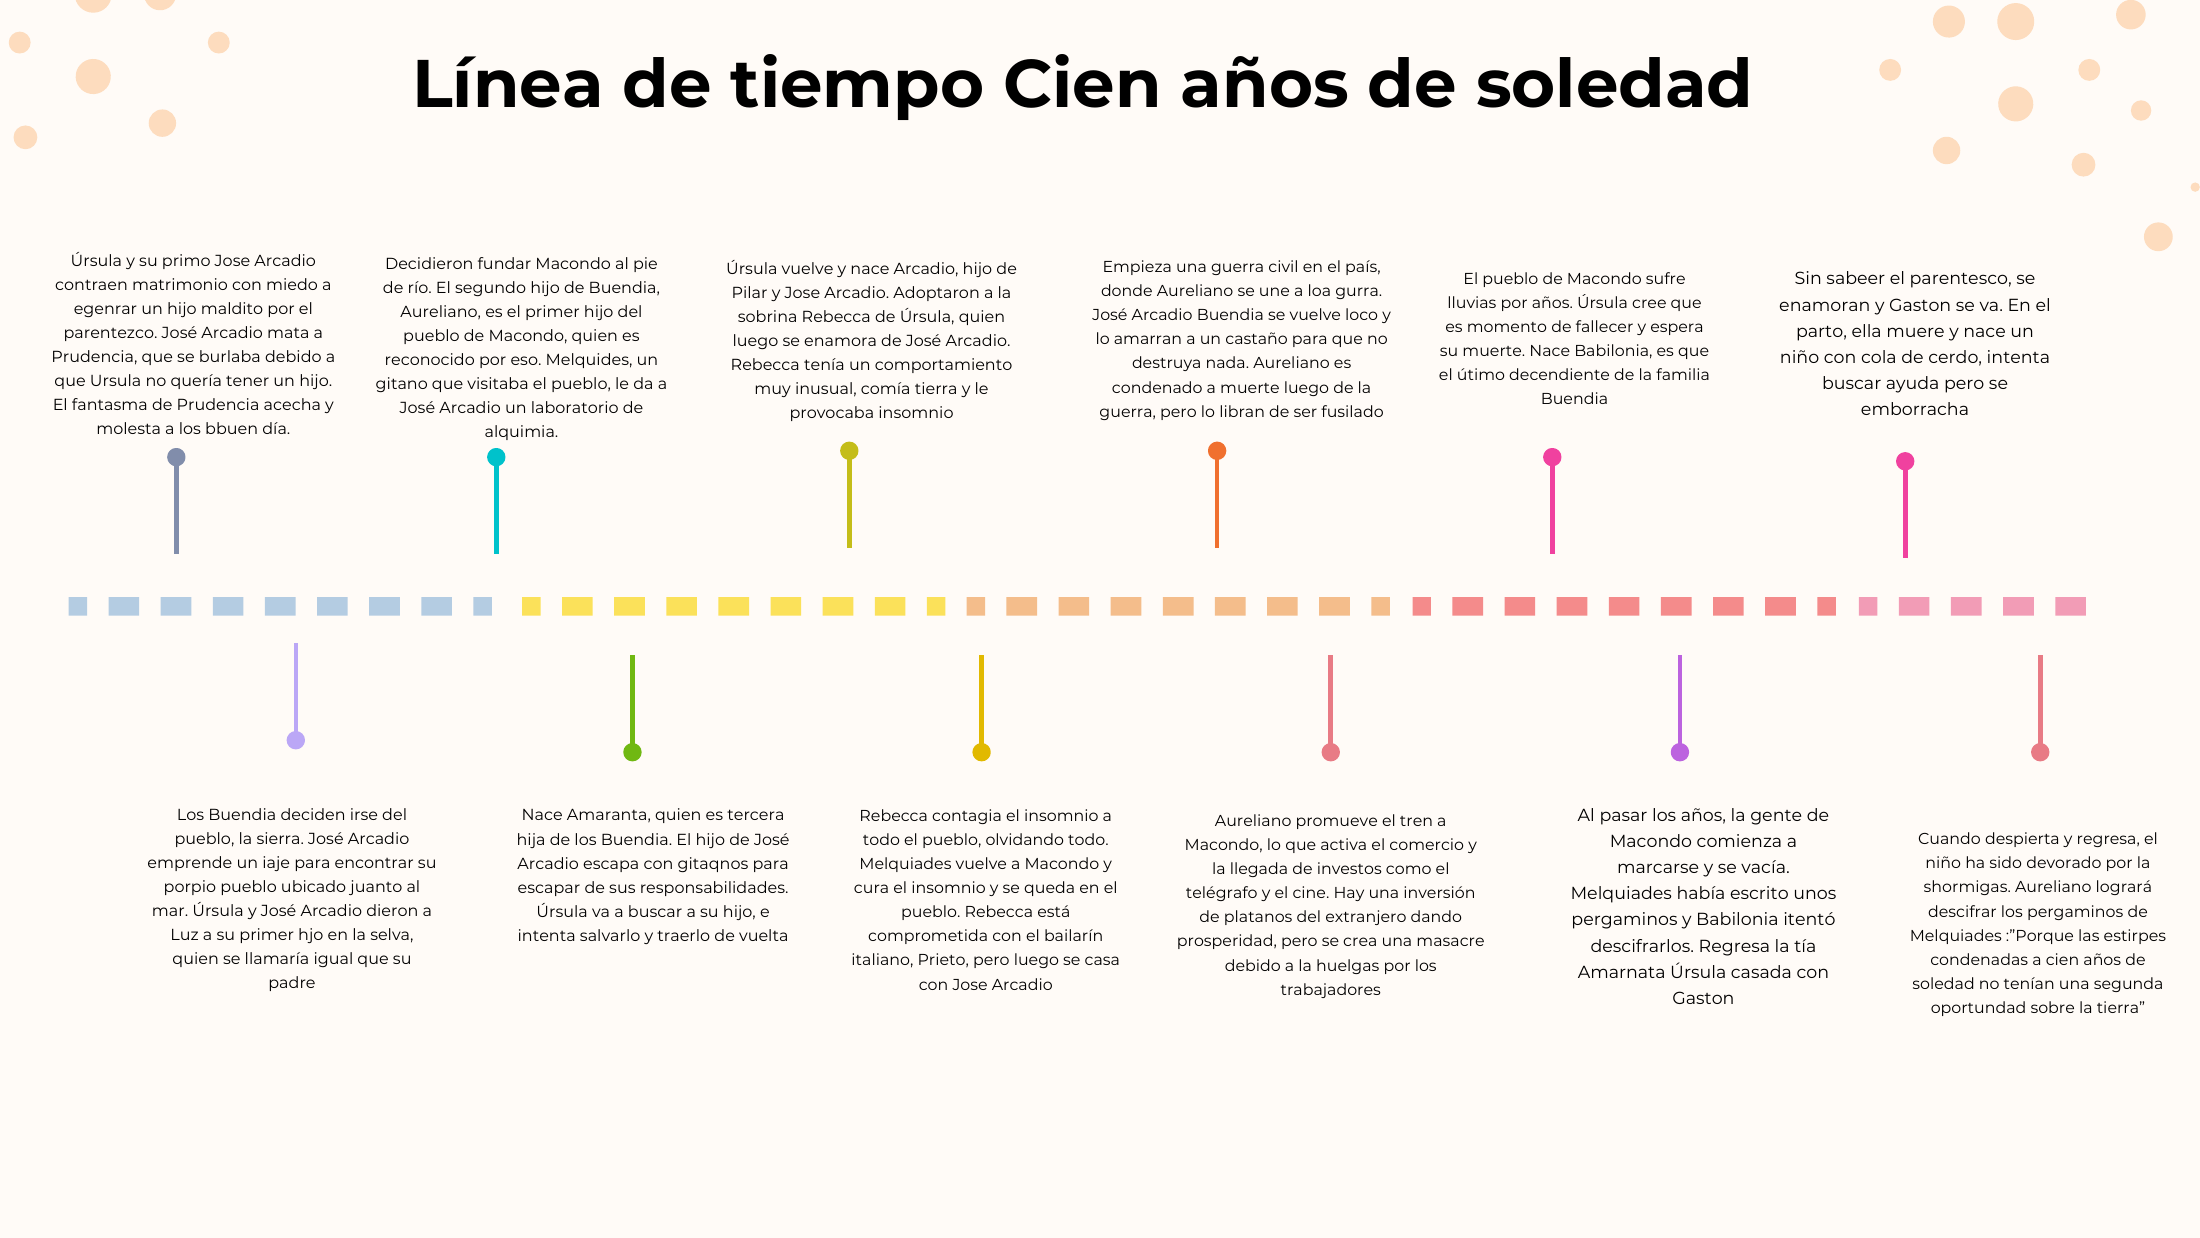 Línea de tiempo Cien años de soledad
Úrsula y su primo Jose Arcadio
contraen matrimonio con miedo a
egenrar un hijo maldito por el
parentezco. José Arcadio mata a
Prudencia, que se burlaba debido a
que Ursula no quería tener un hijo.
El fantasma de Prudencia acecha y
molesta a los bbuen día.
Decidieron fundar Macondo al pie
de río. El segundo hijo de Buendia,
Aureliano, es el primer hijo del
pueblo de Macondo, quien es
reconocido por eso. Melquides, un
gitano que visitaba el pueblo, le da a
José Arcadio un laboratorio de
alquimia.
Úrsula vuelve y nace Arcadio, hijo de
Pilar y Jose Arcadio. Adoptaron a la
sobrina Rebecca de Úrsula, quien
luego se enamora de José Arcadio.
Rebecca tenía un comportamiento
muy inusual, comía tierra y le
provocaba insomnio
Empieza una guerra civil en el país,
donde Aureliano se une a loa gurra.
José Arcadio Buendia se vuelve loco y
lo amarran a un castaño para que no
destruya nada. Aureliano es
condenado a muerte luego de la
guerra, pero lo libran de ser fusilado
El pueblo de Macondo sufre
lluvias por años. Úrsula cree que
es momento de fallecer y espera
su muerte. Nace Babilonia, es que
el útimo decendiente de la familia
Buendia
Sin sabeer el parentesco, se
enamoran y Gaston se va. En el
parto, ella muere y nace un
niño con cola de cerdo, intenta
buscar ayuda pero se
emborracha
Los Buendia deciden irse del
pueblo, la sierra. José Arcadio
emprende un iaje para encontrar su
porpio pueblo ubicado juanto al
mar. Úrsula y José Arcadio dieron a
Luz a su primer hjo en la selva,
quien se llamaría igual que su
padre
Nace Amaranta, quien es tercera
hija de los Buendia. El hijo de José
Arcadio escapa con gitaqnos para
escapar de sus responsabilidades.
Úrsula va a buscar a su hijo, e
intenta salvarlo y traerlo de vuelta
Rebecca contagia el insomnio a
todo el pueblo, olvidando todo.
Melquiades vuelve a Macondo y
cura el insomnio y se queda en el
pueblo. Rebecca está
comprometida con el bailarín
italiano, Prieto, pero luego se casa
con Jose Arcadio
Aureliano promueve el tren a
Macondo, lo que activa el comercio y
la llegada de investos como el
telégrafo y el cine. Hay una inversión
de platanos del extranjero dando
prosperidad, pero se crea una masacre
debido a la huelgas por los
trabajadores
Al pasar los años, la gente de
Macondo comienza a
marcarse y se vacía.
Melquiades había escrito unos
pergaminos y Babilonia itentó
descifrarlos. Regresa la tía
Amarnata Úrsula casada con
Gaston
Cuando despierta y regresa, el
niño ha sido devorado por la
shormigas. Aureliano logrará
descifrar los pergaminos de
Melquiades :”Porque las estirpes
condenadas a cien años de
soledad no tenían una segunda
oportundad sobre la tierra”